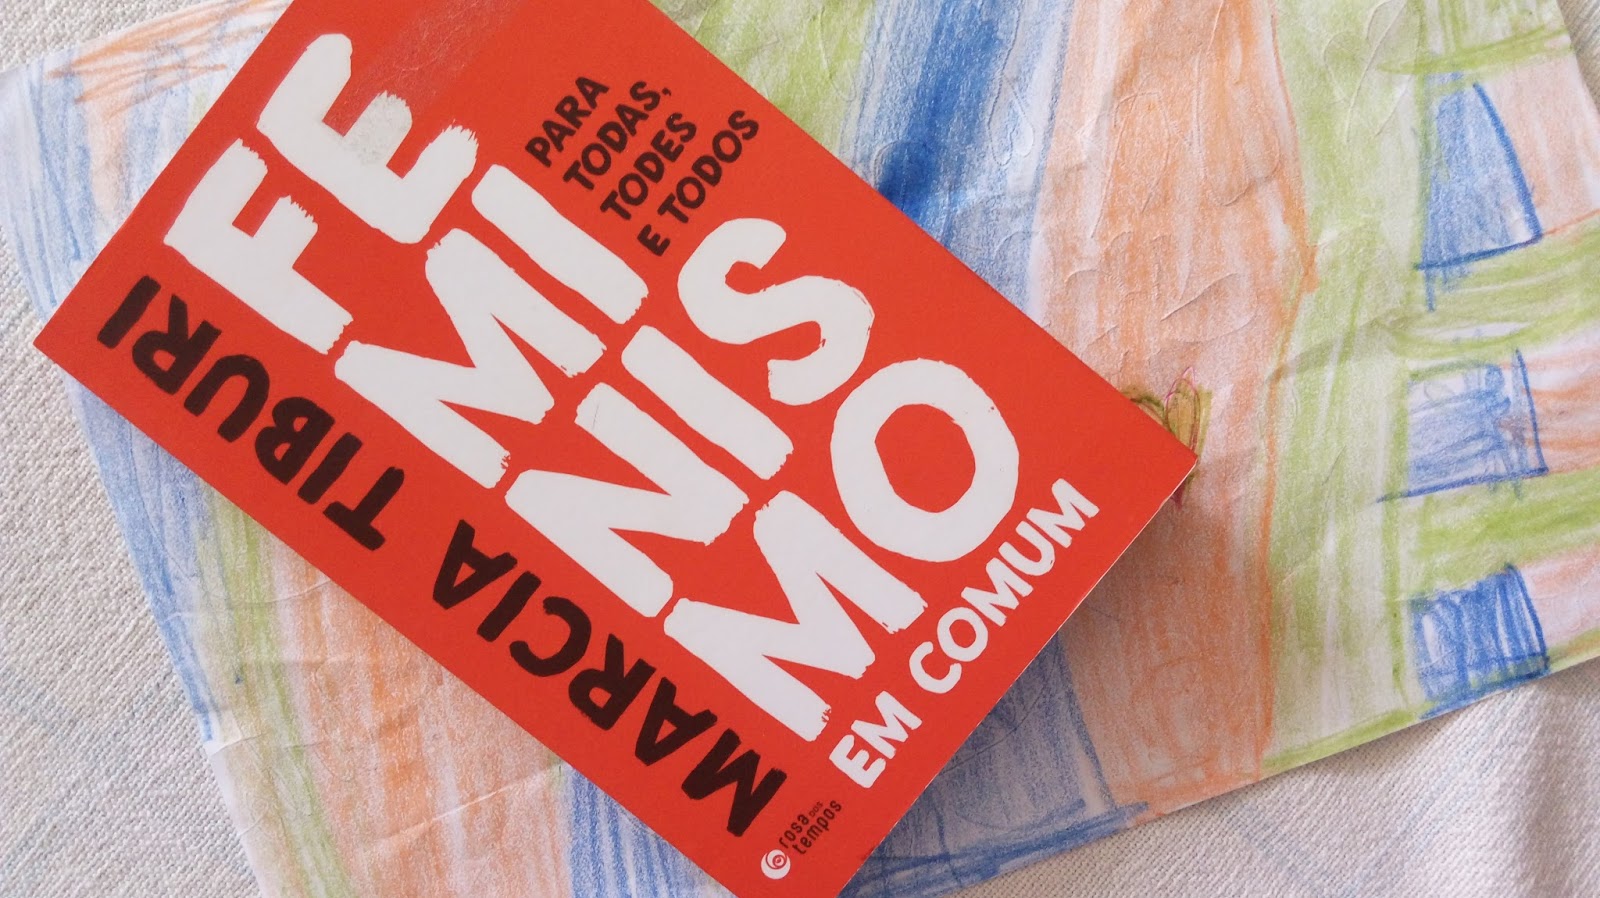 MARCIA TIBURI
FE
MI
NIS
MO
EM COMUM
PARA
TODAS,
TODES
E TODOS
rosa DOS
tempos